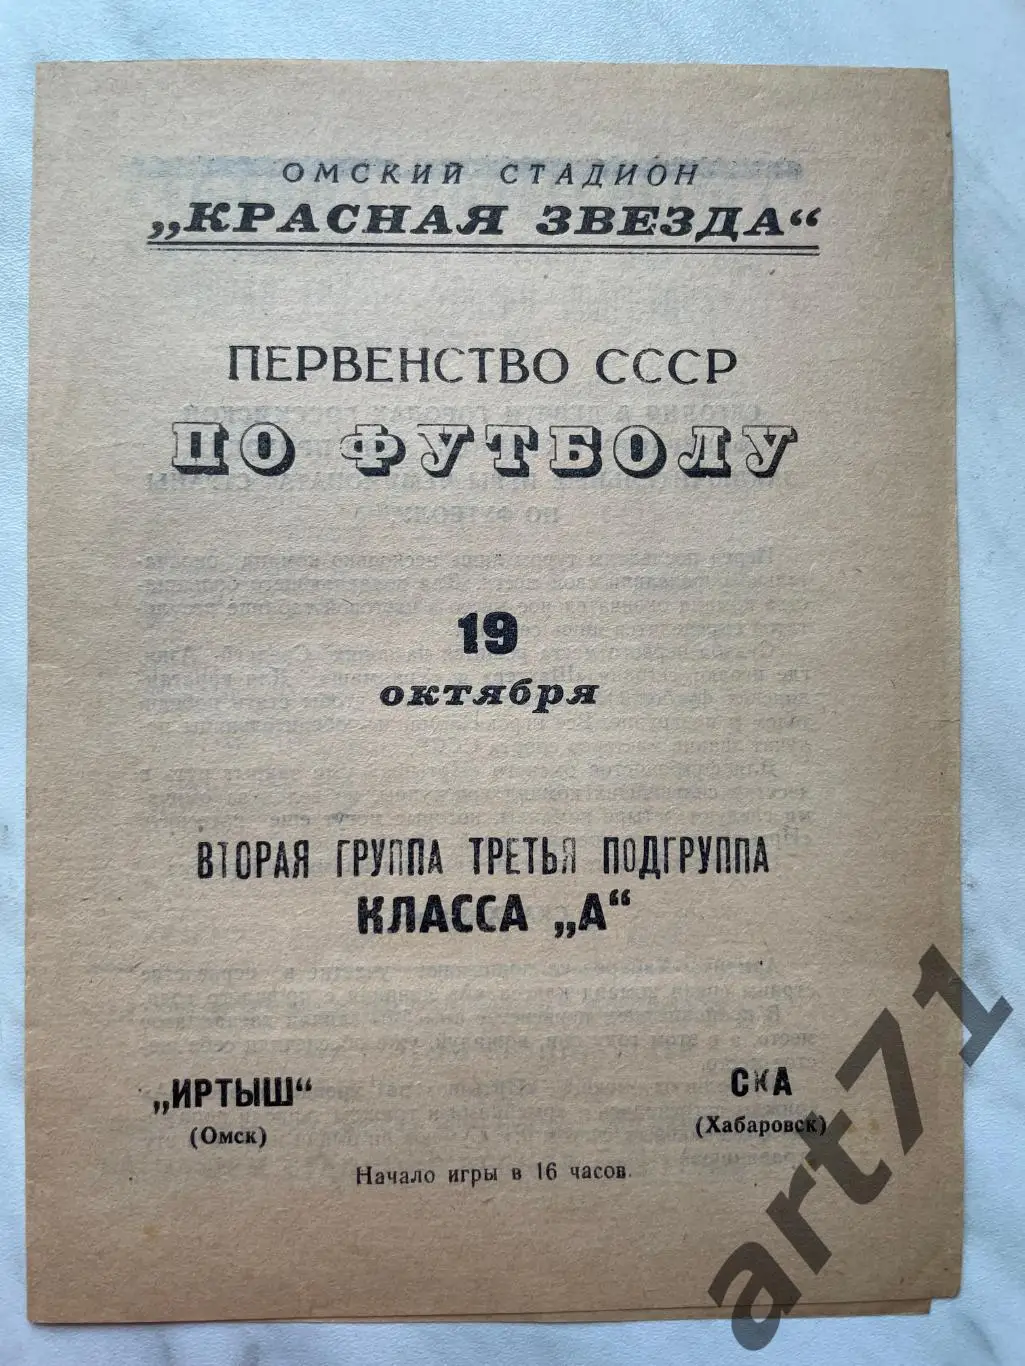 ОМСКИЙ СТАДИОН
„КРАСНАЯ ЗВЕЗДА“
ПЕРВЕНСТВО СССР
ПО ФУТБОЛУ
19
октября
ВТОРАЯ ГРУППА ТРЕТЬЯ ПОДГРУППА
КЛАССА „А“
„ИРТЫШ“
(Омск)
СКА
(Хабаровск)
Начало игры в 16 часов.
art71